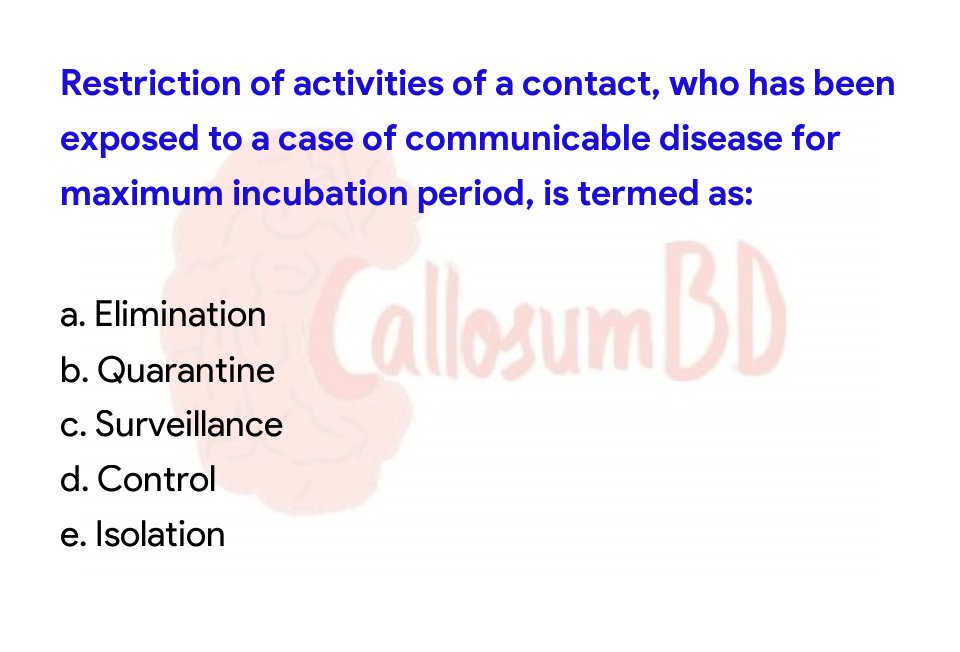 Restriction of activities of a contact, who has been
exposed to a case of communicable disease for
maximum incubation period, is termed as:
CallosumBD
a. Elimination
b. Quarantine
c. Surveillance
d. Control
e. Isolation